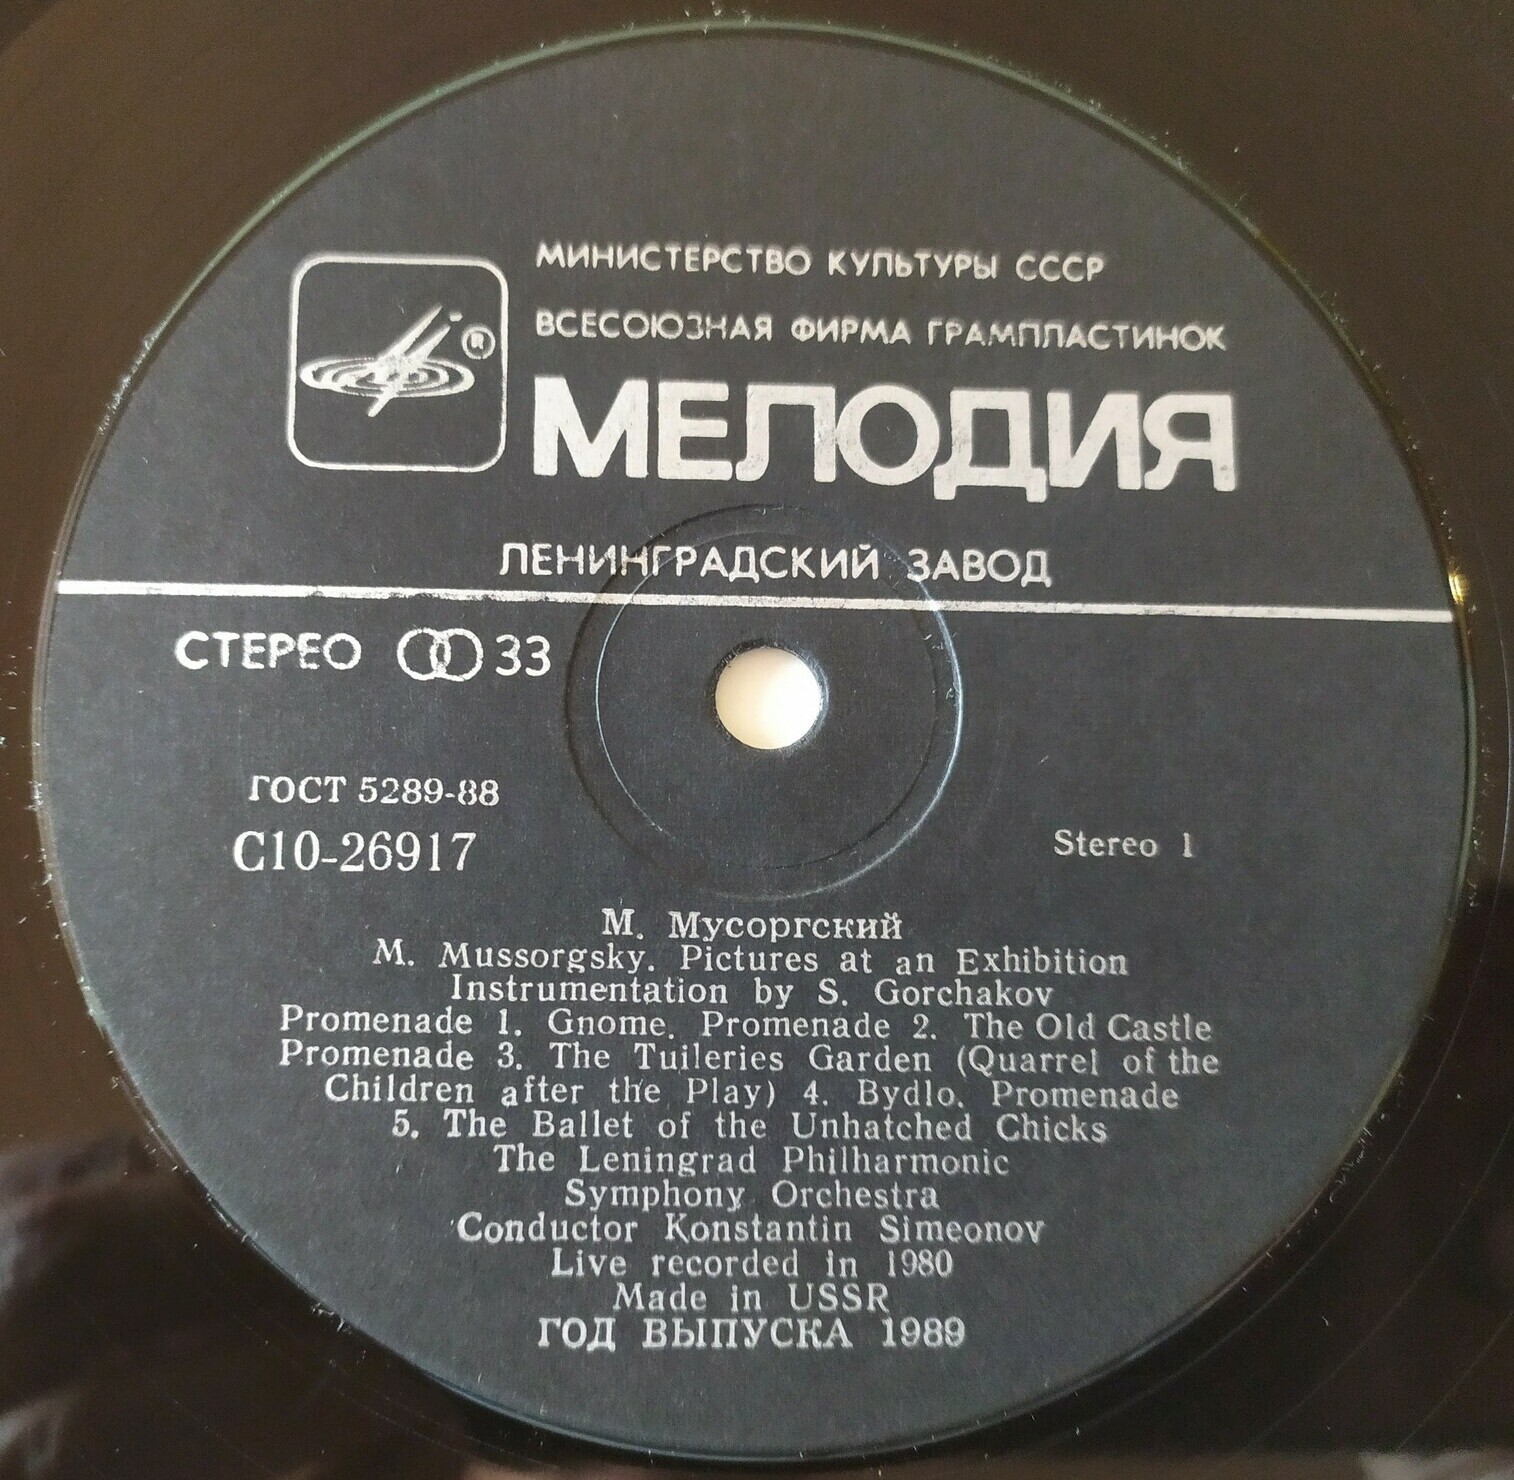 МИНИСТЕРСТВО КУЛЬТУРЫ СССР
ВСЕСОЮЗНАЯ ФИРМА ГРАМПЛАСТИНОК
®
МЕЛОДИЯ
ЛЕНИНГРАДСКИЙ ЗАВОД
СТЕРЕО 33
ГОСТ 5289-88
С10-26917
Stereo 1
М. Мусоргский
M. Mussorgsky. Pictures at an Exhibition
Instrumentation by S. Gorchakov
Promenade 1. Gnome. Promenade 2. The Old Castle
Promenade 3. The Tuileries Garden (Quarrel of the
Children after the Play) 4. Bydlo. Promenade
5. The Ballet of the Unhatched Chicks
The Leningrad Philharmonic
Symphony Orchestra
Conductor Konstantin Simeonov
Live recorded in 1980
Made in USSR
ГОД ВЫПУСКА 1989